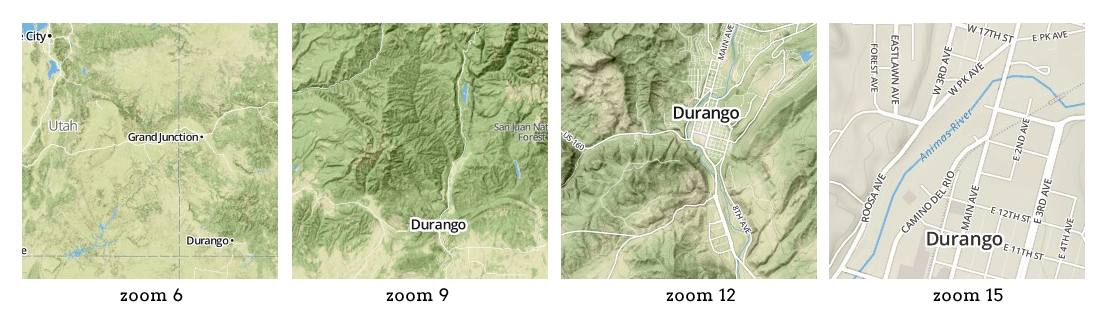 City
Utah
Grand Junction
Durango
zoom 6
San Juan Nat
Forest
Durango
zoom 9
MAIN AVE
Durango
US 160
8TH AVE
zoom 12
W 17TH ST
E PK AVE
FOREST AVE
EASTLAWN AVE
W 3RD AVE
W PK AVE
Animas River
E 2ND AVE
ROOSA AVE
CAMINO DEL RIO
MAIN AVE
E 3RD AVE
E 12TH ST
E 4TH AVE
Durango
E 11TH ST
zoom 15